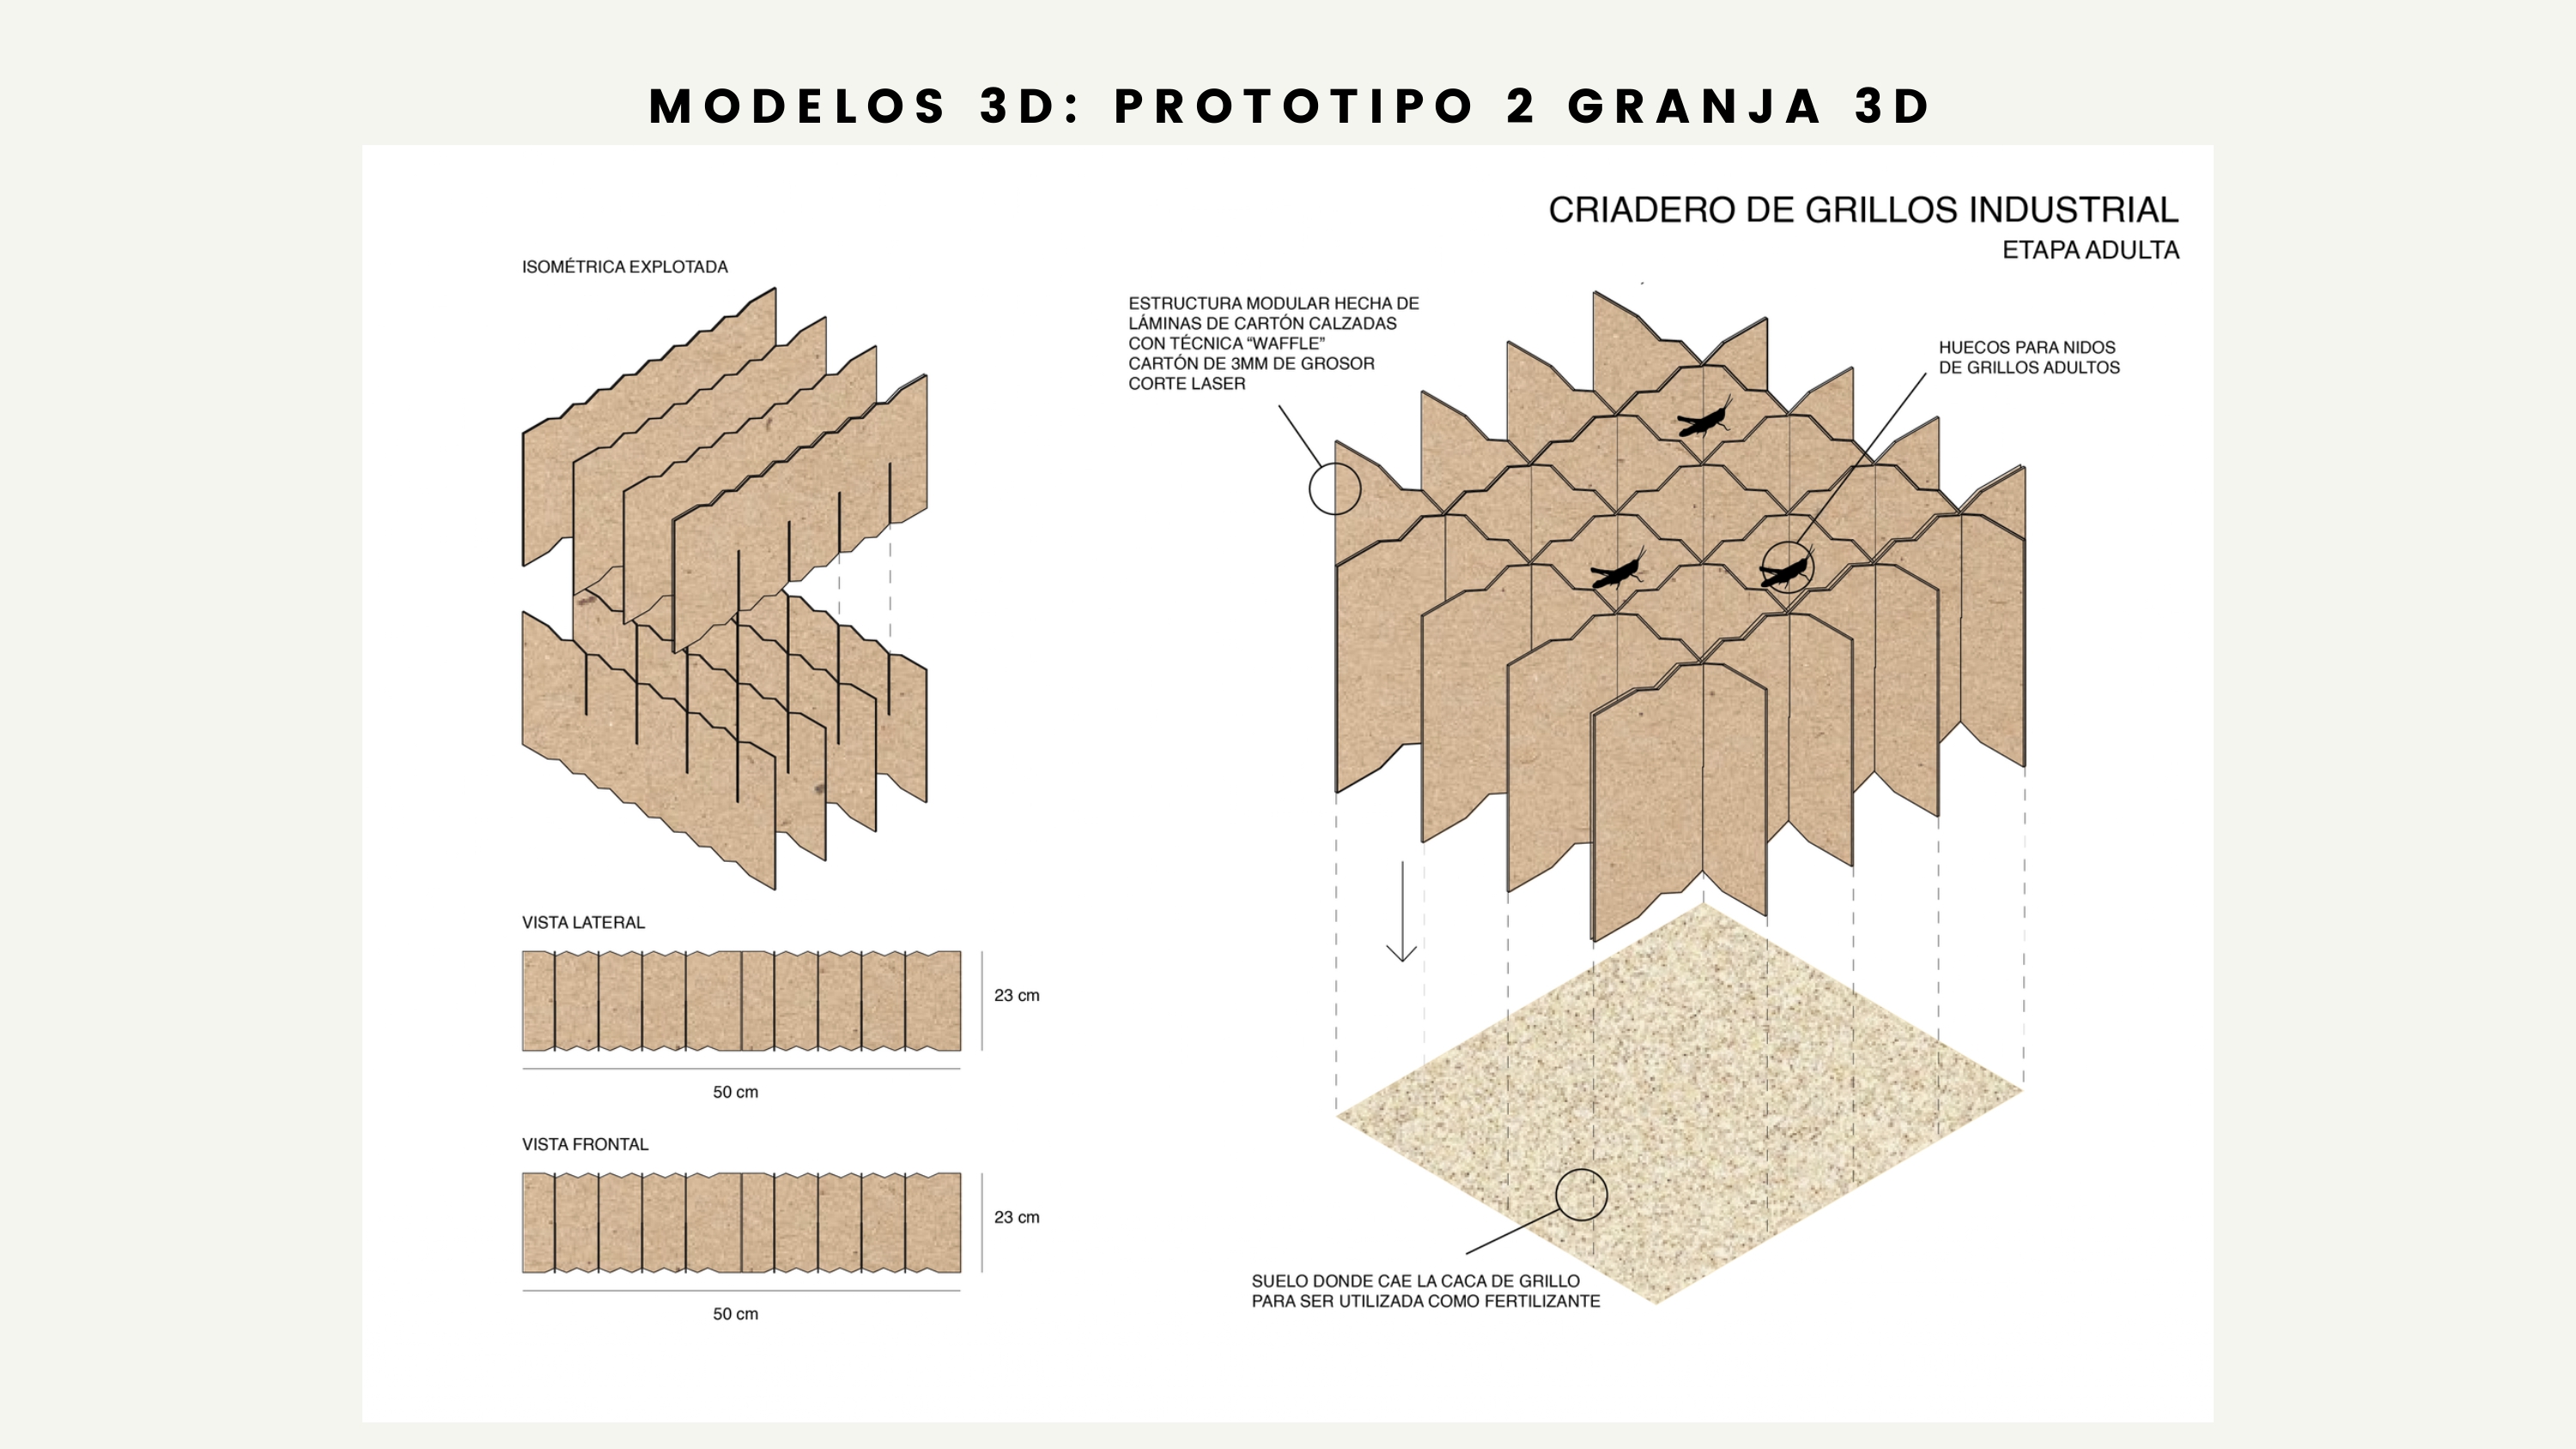 MODELOS 3D: PROTOTIPO 2 GRANJA 3D
CRIADERO DE GRILLOS INDUSTRIAL
ETAPA ADULTA
ISOMÉTRICA EXPLOTADA
ESTRUCTURA MODULAR HECHA DE
LÁMINAS DE CARTÓN CALZADAS
CON TÉCNICA “WAFFLE”
CARTÓN DE 3MM DE GROSOR
CORTE LASER
HUECOS PARA NIDOS
DE GRILLOS ADULTOS
VISTA LATERAL
23 cm
50 cm
VISTA FRONTAL
23 cm
50 cm
SUELO DONDE CAE LA CACA DE GRILLO
PARA SER UTILIZADA COMO FERTILIZANTE